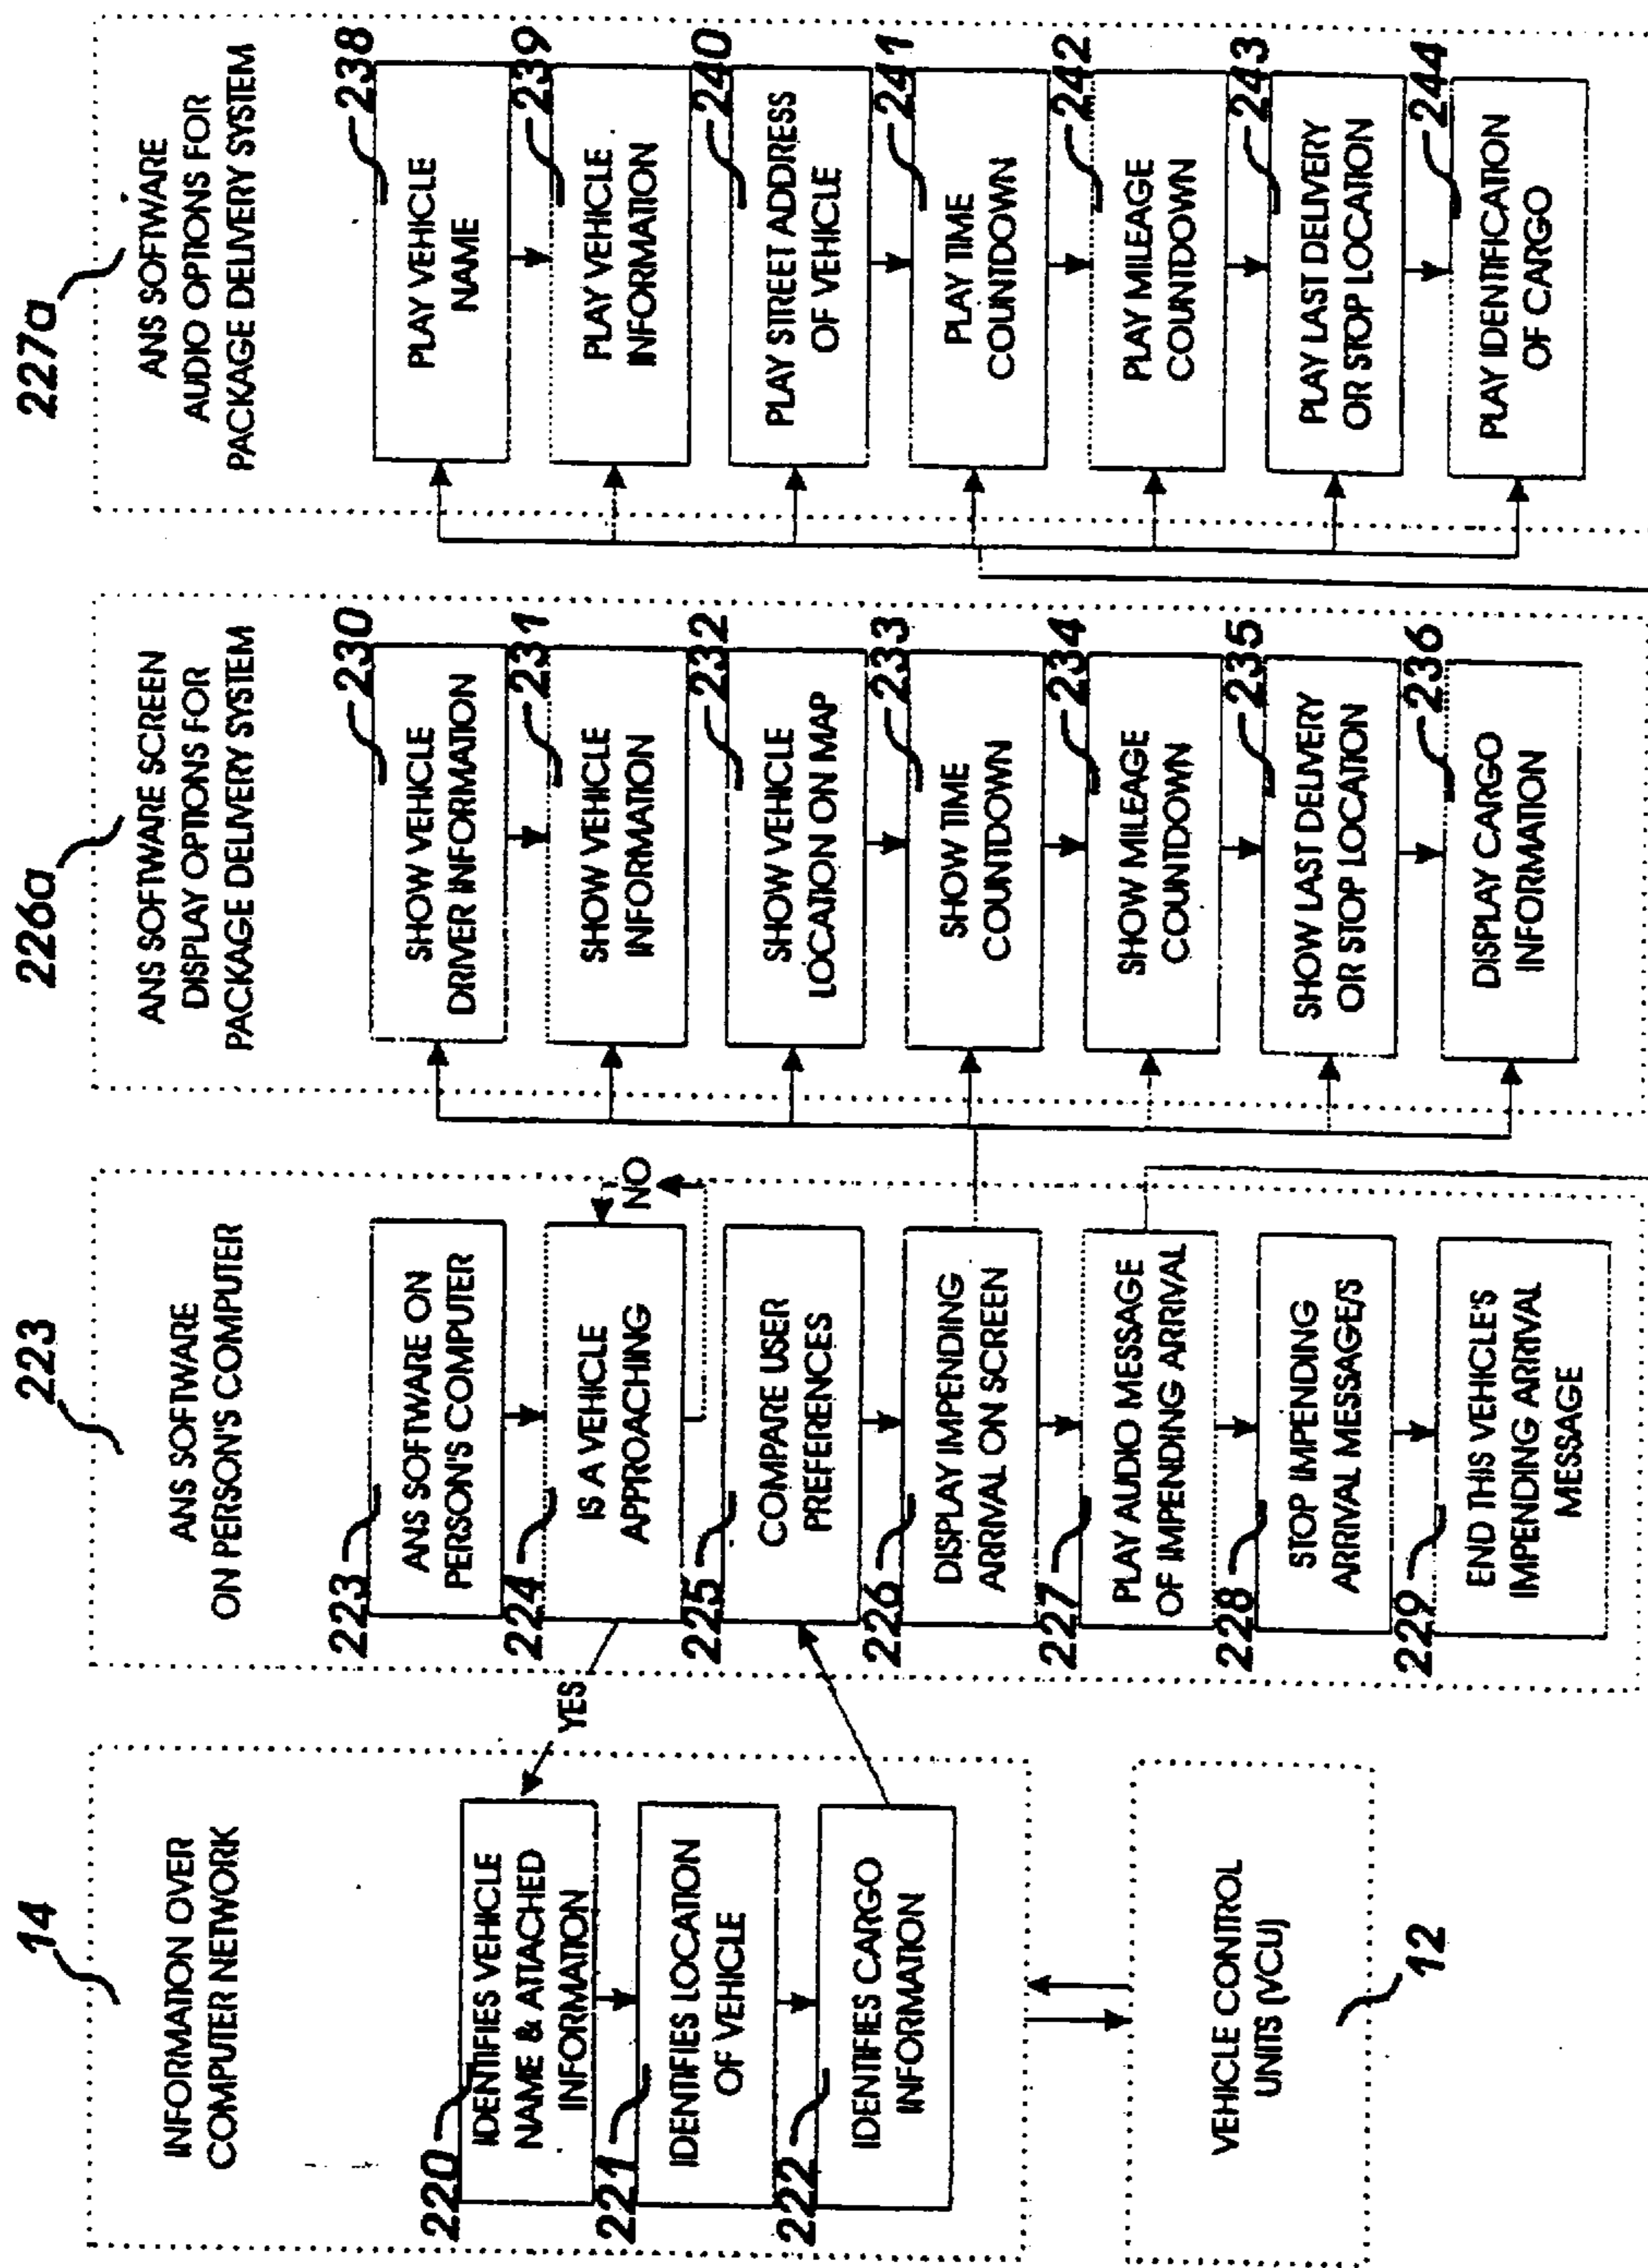 14
INFORMATION OVER
COMPUTER NETWORK
220
IDENTIFIES VEHICLE
NAME & ATTACHED
INFORMATION
221
IDENTIFIES LOCATION
OF VEHICLE
222
IDENTIFIES CARGO
INFORMATION
VEHICLE CONTROL
UNITS (VCU)
12
YES
223
ANS SOFTWARE
ON PERSON'S COMPUTER
223
ANS SOFTWARE ON
PERSON'S COMPUTER
224
IS A VEHICLE
APPROACHING
NO
225
COMPARE USER
PREFERENCES
226
DISPLAY IMPENDING
ARRIVAL ON SCREEN
227
PLAY AUDIO MESSAGE
OF IMPENDING ARRIVAL
228
STOP IMPENDING
ARRIVAL MESSAGE/S
229
END THIS VEHICLE'S
IMPENDING ARRIVAL
MESSAGE
226a
ANS SOFTWARE SCREEN
DISPLAY OPTIONS FOR
PACKAGE DELIVERY SYSTEM
230
SHOW VEHICLE
DRIVER INFORMATION
231
SHOW VEHICLE
INFORMATION
232
SHOW VEHICLE
LOCATION ON MAP
233
SHOW TIME
COUNTDOWN
234
SHOW MILEAGE
COUNTDOWN
235
SHOW LAST DELIVERY
OR STOP LOCATION
236
DISPLAY CARGO
INFORMATION
227a
ANS SOFTWARE
AUDIO OPTIONS FOR
PACKAGE DELIVERY SYSTEM
238
PLAY VEHICLE
NAME
239
PLAY VEHICLE
INFORMATION
240
PLAY STREET ADDRESS
OF VEHICLE
241
PLAY TIME
COUNTDOWN
242
PLAY MILEAGE
COUNTDOWN
243
PLAY LAST DELIVERY
OR STOP LOCATION
244
PLAY IDENTIFICATION
OF CARGO